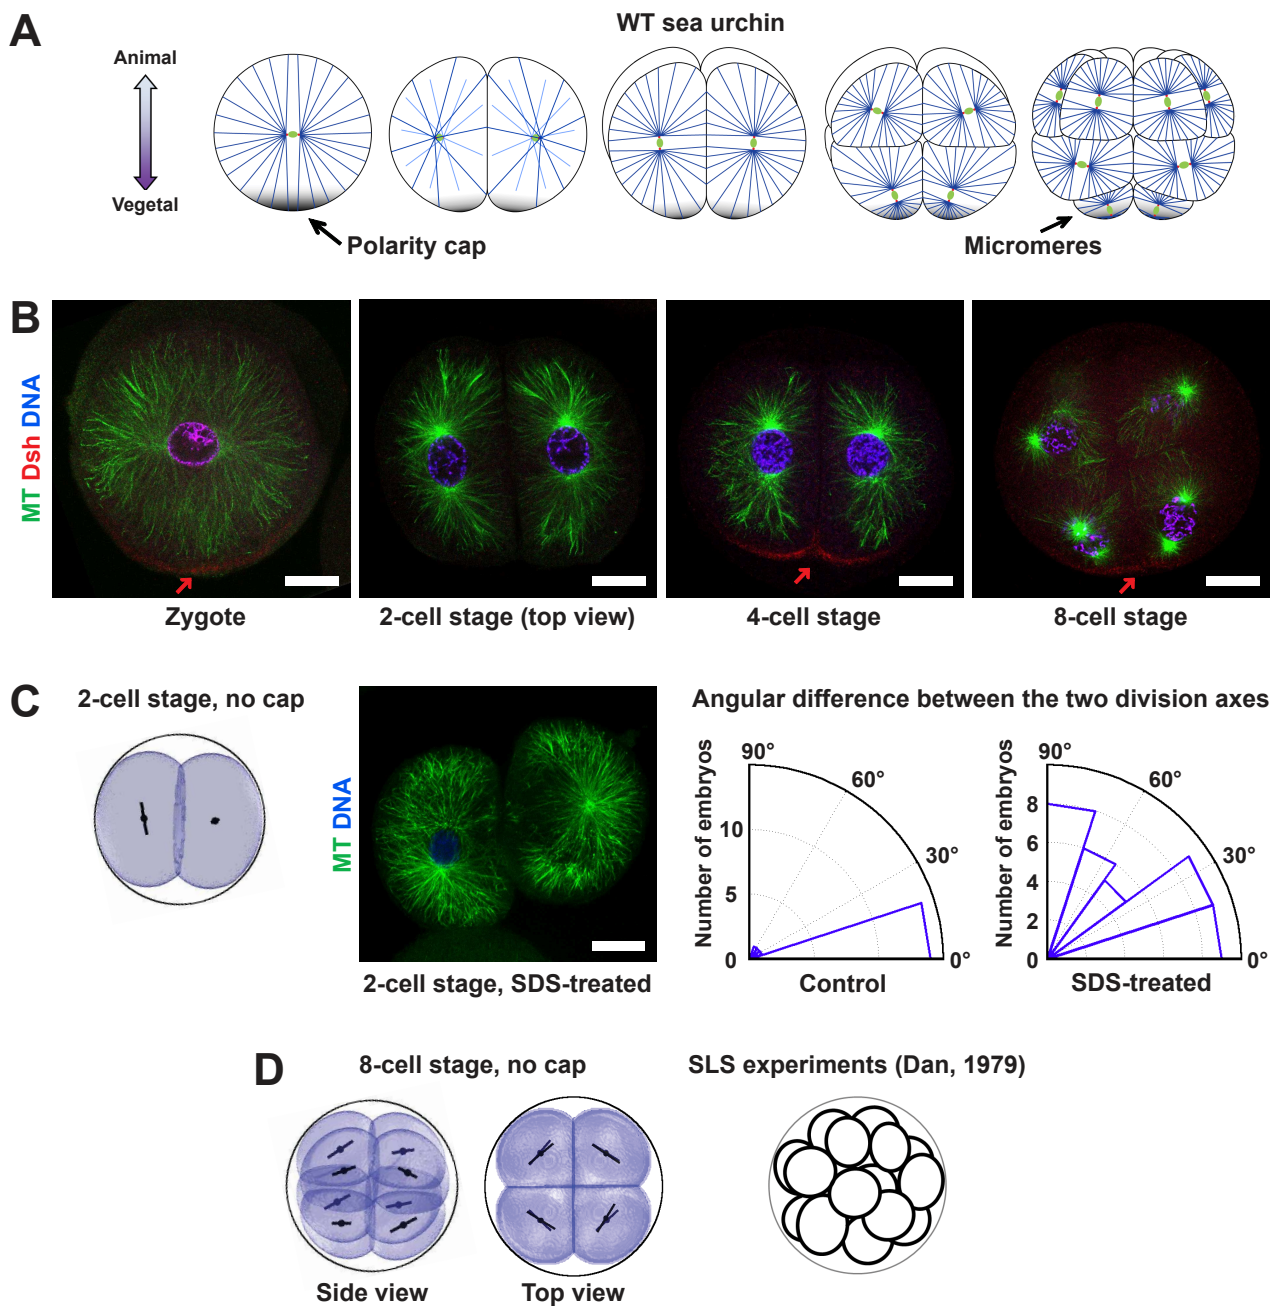 A
WT sea urchin
Animal
Vegetal
Polarity cap
Micromeres
B
MT Dsh DNA
Zygote
2-cell stage (top view)
4-cell stage
8-cell stage
C
2-cell stage, no cap
MT DNA
2-cell stage, SDS-treated
Angular difference between the two division axes
Number of embryos
90°
60°
30°
0°
10
5
0
Control
Number of embryos
90°
60°
30°
0°
8
6
4
2
0
SDS-treated
D
8-cell stage, no cap
SLS experiments (Dan, 1979)
Side view
Top view